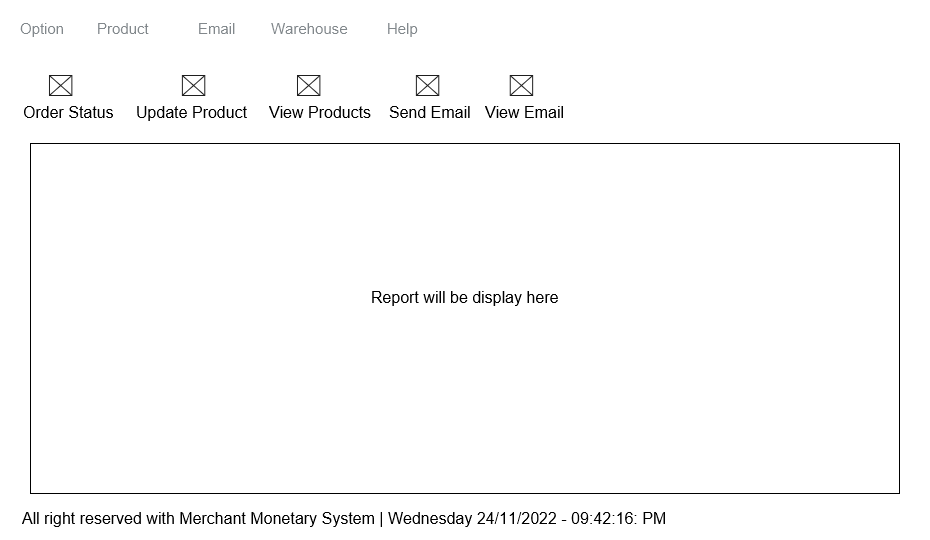 Option Product Email Warehouse Help
Order Status Update Product View Products Send Email View Email
Report will be display here
All right reserved with Merchant Monetary System | Wednesday 24/11/2022 - 09:42:16: PM